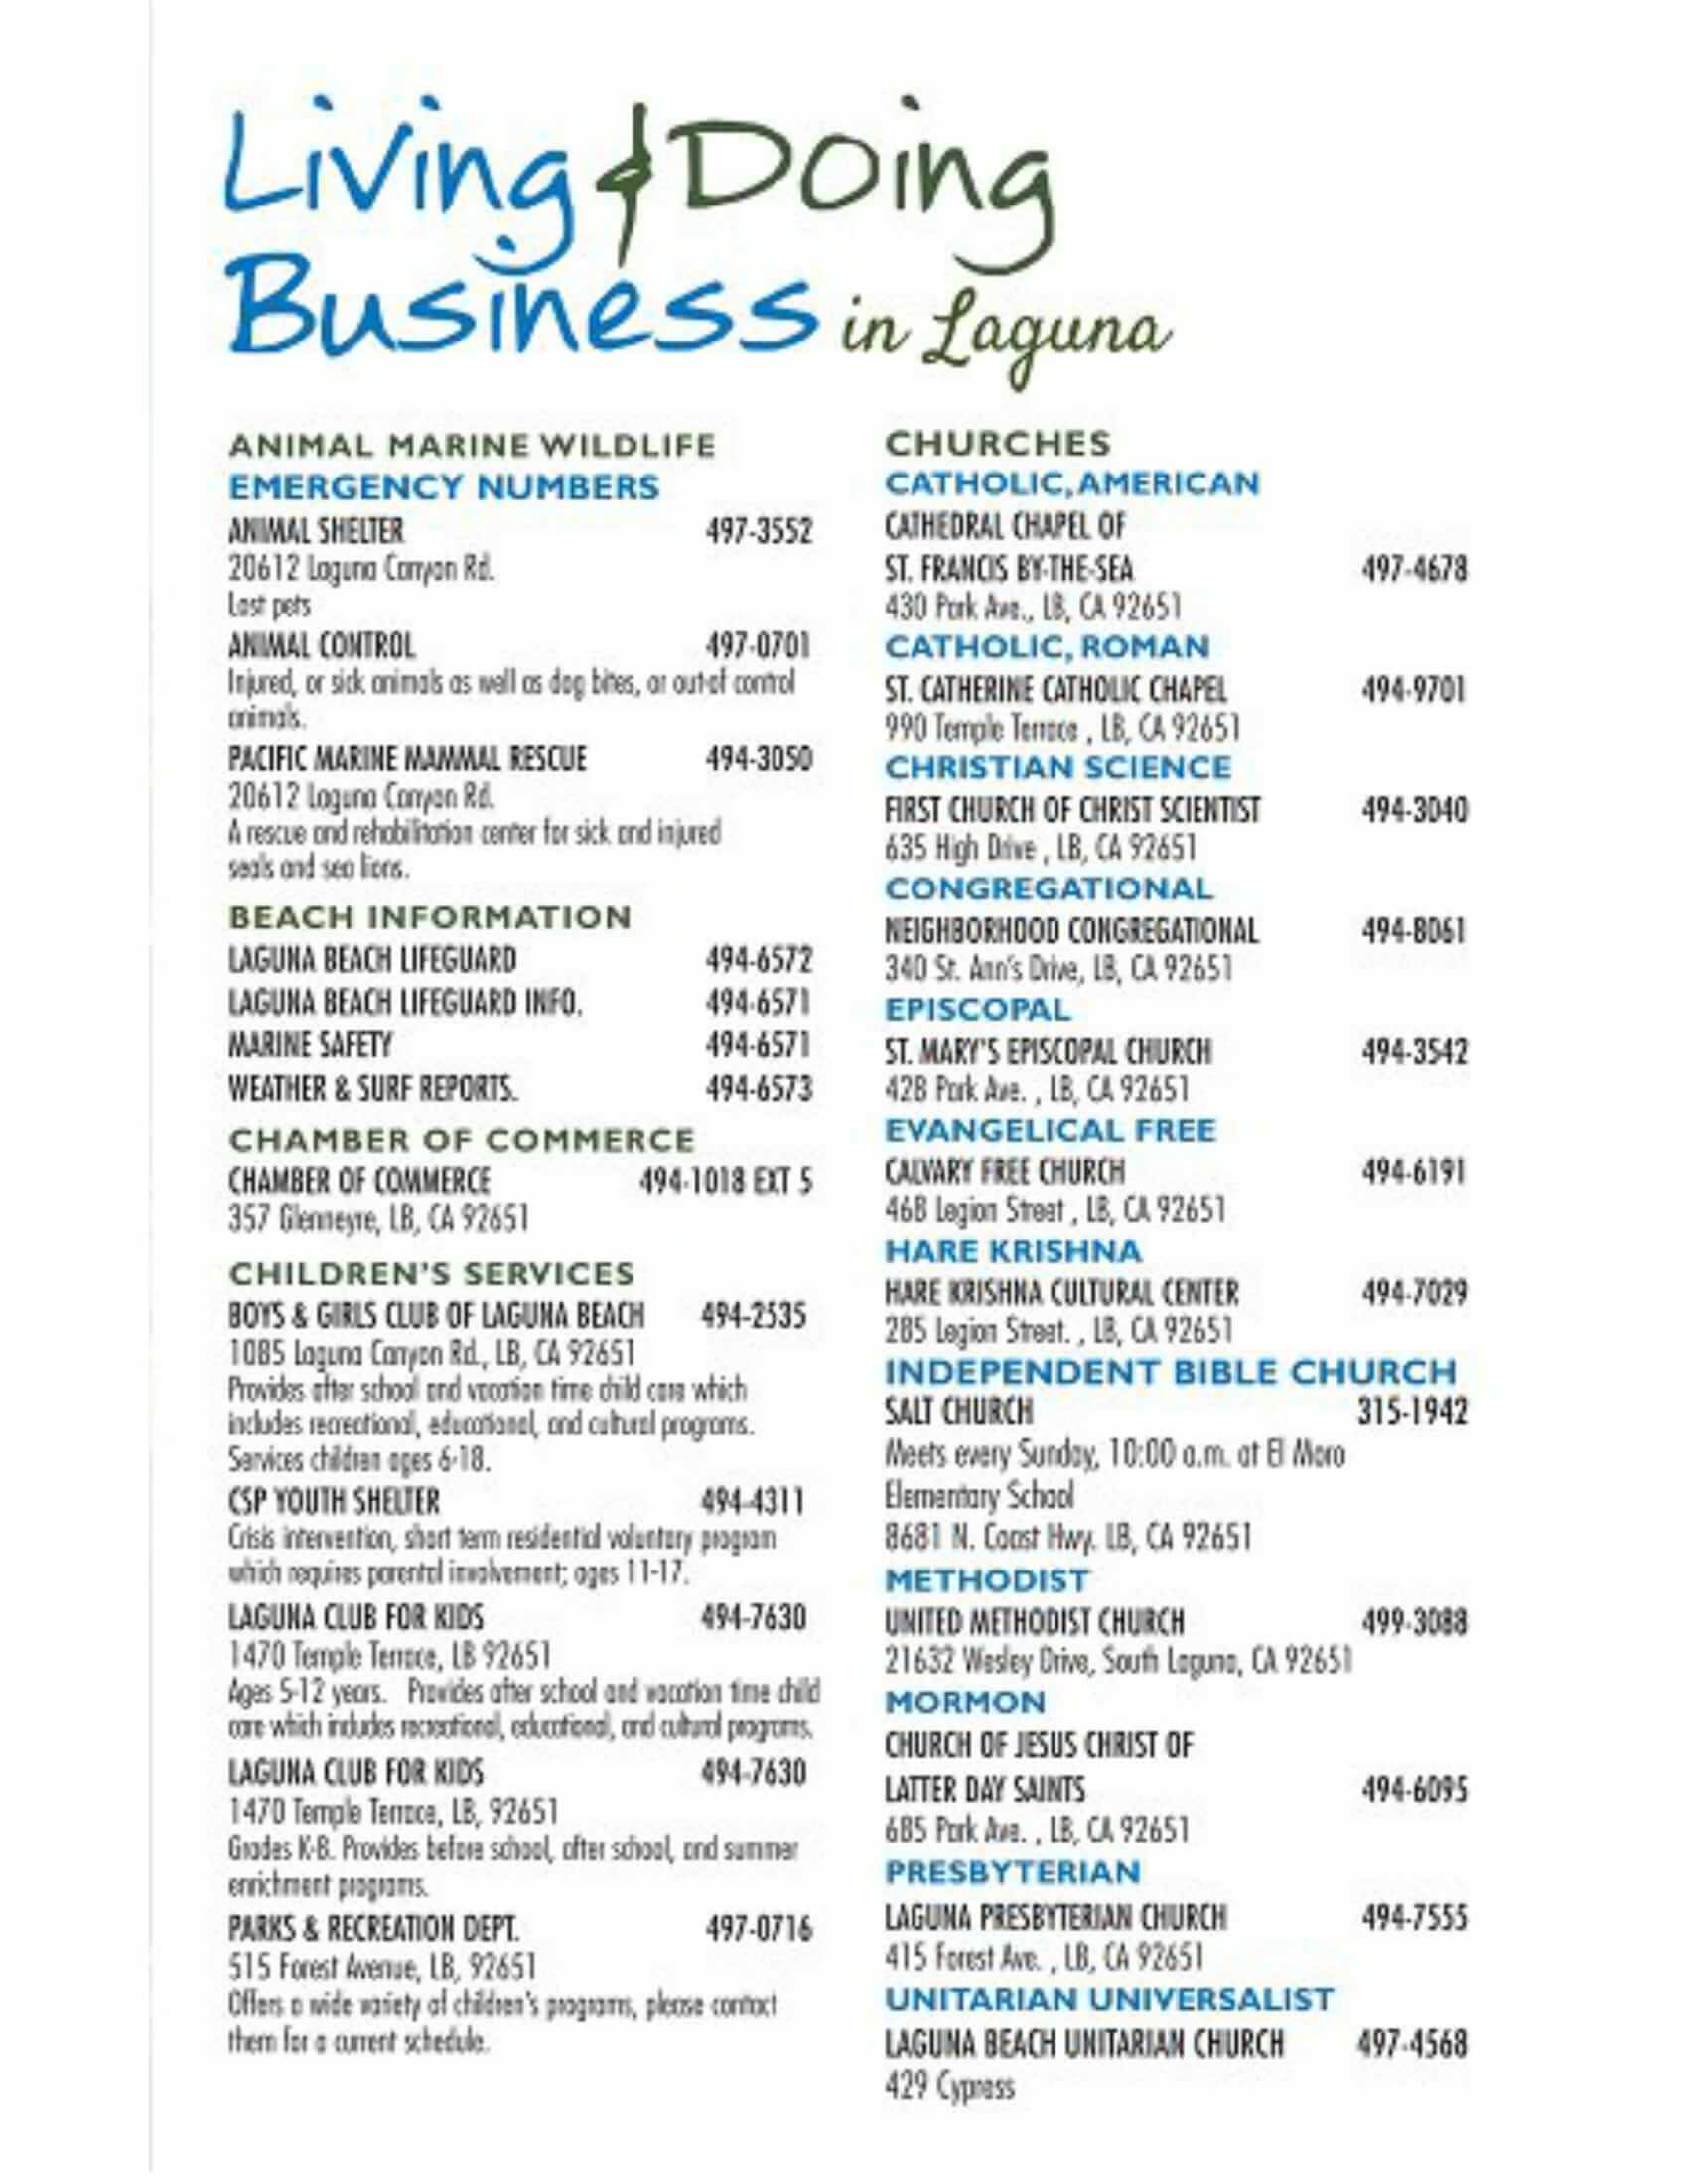 Living & Doing
Business in Laguna
ANIMAL MARINE WILDLIFE
EMERGENCY NUMBERS
ANIMAL SHELTER 497-3552
20612 Laguna Canyon Rd.
Lost pets
ANIMAL CONTROL 497-0701
Injured, or sick animals as well as dog bites, or out-of control
animals.
PACIFIC MARINE MAMMAL RESCUE 494-3050
20612 Laguna Canyon Rd.
A rescue and rehabilitation center for sick and injured
seals and sea lions.
BEACH INFORMATION
LAGUNA BEACH LIFEGUARD 494-6572
LAGUNA BEACH LIFEGUARD INFO. 494-6571
MARINE SAFETY 494-6571
WEATHER & SURF REPORTS. 494-6573
CHAMBER OF COMMERCE
CHAMBER OF COMMERCE 494-1018 EXT 5
357 Glenneyre, LB, CA 92651
CHILDREN'S SERVICES
BOYS & GIRLS CLUB OF LAGUNA BEACH 494-2535
1085 Laguna Canyon Rd., LB, CA 92651
Provides after school and vacation time child care which
includes recreational, educational, and cultural programs.
Services children ages 6-18.
CSP YOUTH SHELTER 494-4311
Crisis intervention, short term residential voluntary program
which requires parental involvement; ages 11-17.
LAGUNA CLUB FOR KIDS 494-7630
1470 Temple Terrace, LB 92651
Ages 5-12 years. Provides after school and vacation time child
care which includes recreational, educational, and cultural programs.
LAGUNA CLUB FOR KIDS 494-7630
1470 Temple Terrace, LB, 92651
Grades K-8. Provides before school, after school, and summer
enrichment programs.
PARKS & RECREATION DEPT. 497-0716
515 Forest Avenue, LB, 92651
Offers a wide variety of children's programs, please contact
them for a current schedule.
CHURCHES
CATHOLIC, AMERICAN
CATHEDRAL CHAPEL OF
ST. FRANCIS BY-THE-SEA 497-4678
430 Park Ave., LB, CA 92651
CATHOLIC, ROMAN
ST. CATHERINE CATHOLIC CHAPEL 494-9701
990 Temple Terrace , LB, CA 92651
CHRISTIAN SCIENCE
FIRST CHURCH OF CHRIST SCIENTIST 494-3040
635 High Drive , LB, CA 92651
CONGREGATIONAL
NEIGHBORHOOD CONGREGATIONAL 494-8061
340 St. Ann's Drive, LB, CA 92651
EPISCOPAL
ST. MARY'S EPISCOPAL CHURCH 494-3542
428 Park Ave. , LB, CA 92651
EVANGELICAL FREE
CALVARY FREE CHURCH 494-6191
468 Legion Street , LB, CA 92651
HARE KRISHNA
HARE KRISHNA CULTURAL CENTER 494-7029
285 Legion Street. , LB, CA 92651
INDEPENDENT BIBLE CHURCH
SALT CHURCH 315-1942
Meets every Sunday, 10:00 a.m. at El Moro
Elementary School
8681 N. Coast Hwy. LB, CA 92651
METHODIST
UNITED METHODIST CHURCH 499-3088
21632 Wesley Drive, South Laguna, CA 92651
MORMON
CHURCH OF JESUS CHRIST OF
LATTER DAY SAINTS 494-6095
685 Park Ave. , LB, CA 92651
PRESBYTERIAN
LAGUNA PRESBYTERIAN CHURCH 494-7555
415 Forest Ave. , LB, CA 92651
UNITARIAN UNIVERSALIST
LAGUNA BEACH UNITARIAN CHURCH 497-4568
429 Cypress